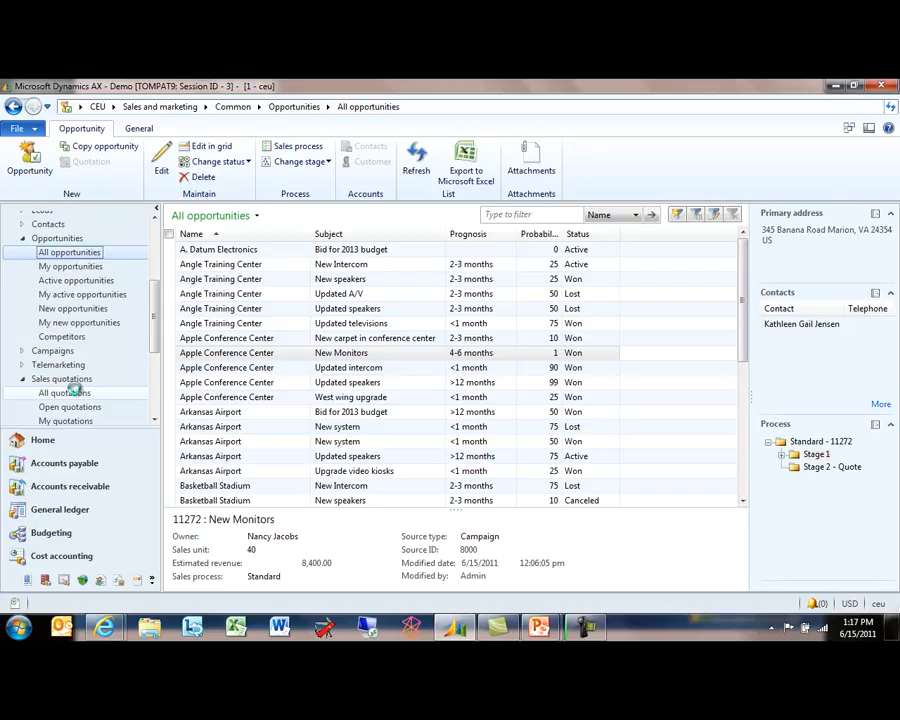 Microsoft Dynamics AX - Demo [TOMPAT9: Session ID - 3] - [1 - ceu]
CEU Sales and marketing Common Opportunities All opportunities
File Opportunity General
Opportunity
Copy opportunity
Quotation
New
Edit
Edit in grid
Change status
Delete
Maintain
Sales process
Change stage
Process
Contacts
Customer
Accounts
Refresh
Export to
Microsoft Excel
List
Attachments
Attachments
Leads
Contacts
Opportunities
All opportunities
My opportunities
Active opportunities
My active opportunities
New opportunities
My new opportunities
Competitors
Campaigns
Telemarketing
Sales quotations
All quotations
Open quotations
My quotations
Home
Accounts payable
Accounts receivable
General ledger
Budgeting
Cost accounting
All opportunities
Type to filter Name
Name Subject Prognosis Probabil... Status
A. Datum Electronics Bid for 2013 budget 0 Active
Angle Training Center New Intercom 2-3 months 25 Active
Angle Training Center New speakers 2-3 months 25 Won
Angle Training Center Updated A/V 2-3 months 50 Lost
Angle Training Center Updated speakers 2-3 months 50 Lost
Angle Training Center Updated televisions <1 month 75 Won
Apple Conference Center New carpet in conference center 2-3 months 10 Won
Apple Conference Center New Monitors 4-6 months 1 Won
Apple Conference Center Updated intercom <1 month 90 Won
Apple Conference Center Updated speakers >12 months 99 Won
Apple Conference Center West wing upgrade <1 month 25 Won
Arkansas Airport Bid for 2013 budget >12 months 50 Won
Arkansas Airport New system <1 month 75 Lost
Arkansas Airport New system <1 month 50 Won
Arkansas Airport Updated speakers >12 months 75 Active
Arkansas Airport Upgrade video kiosks <1 month 25 Won
Basketball Stadium New Intercom 2-3 months 75 Lost
Basketball Stadium New speakers 2-3 months 10 Canceled
11272 : New Monitors
Owner: Nancy Jacobs Source type: Campaign
Sales unit: 40 Source ID: 8000
Estimated revenue: 8,400.00 Modified date: 6/15/2011 12:06:05 pm
Sales process: Standard Modified by: Admin
Primary address
345 Banana Road Marion, VA 24354
US
Contacts
Contact Telephone
Kathleen Gail Jensen
More
Process
Standard - 11272
Stage 1
Stage 2 - Quote
(0) USD ceu
1:17 PM
6/15/2011